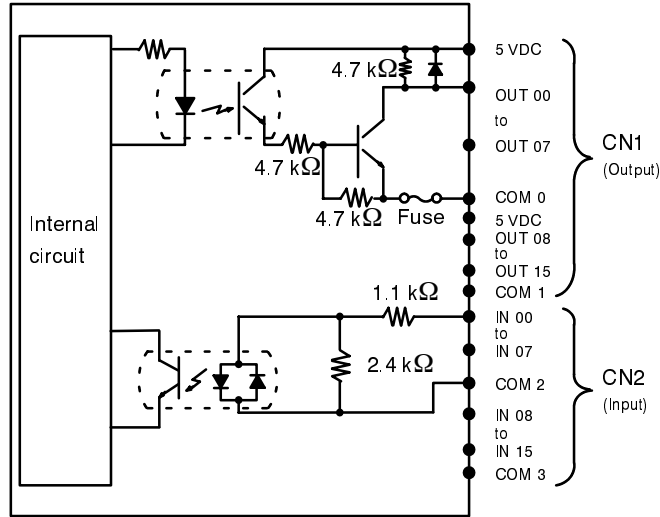 Internal
circuit
4.7 kΩ
4.7 kΩ
4.7 kΩ
Fuse
5 VDC
OUT 00
to
OUT 07
COM 0
5 VDC
OUT 08
to
OUT 15
COM 1
CN1
(Output)
1.1 kΩ
2.4 kΩ
IN 00
to
IN 07
COM 2
IN 08
to
IN 15
COM 3
CN2
(Input)